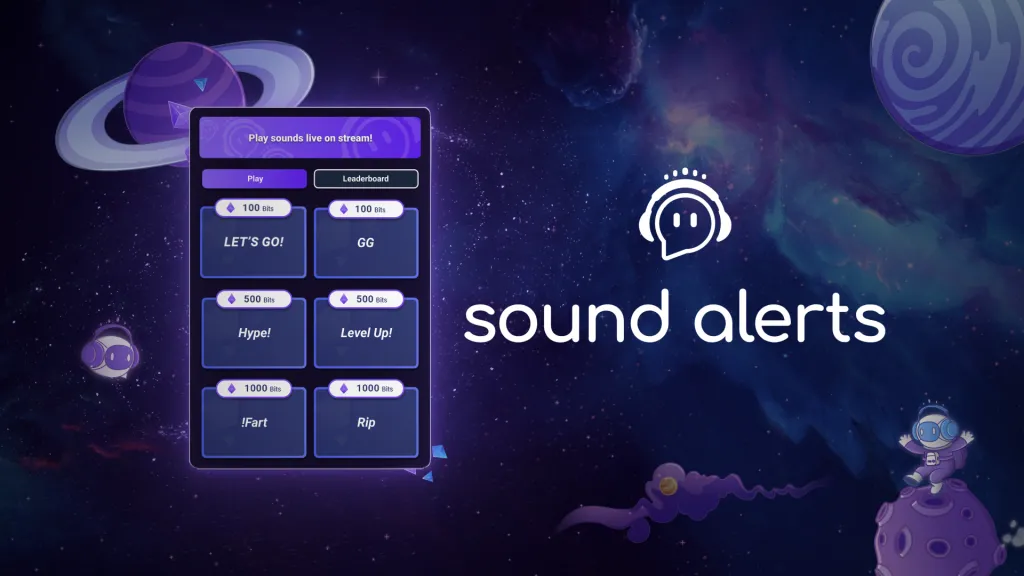 Play sounds live on stream!
Play
Leaderboard
100 Bits
100 Bits
LET'S GO!
GG
500 Bits
500 Bits
Hype!
Level Up!
1000 Bits
1000 Bits
!Fart
Rip
sound alerts